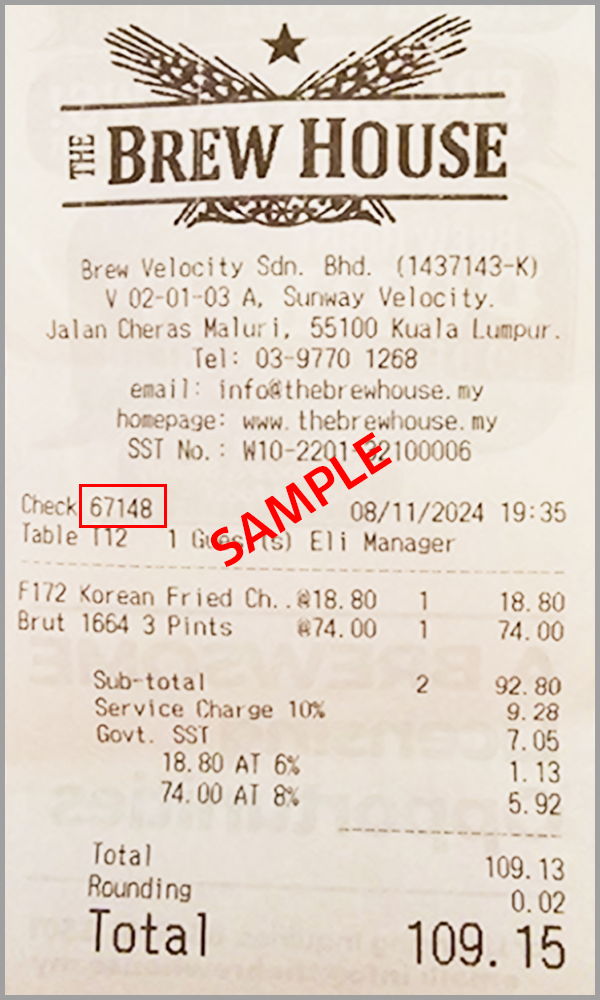 THE BREW HOUSE
Brew Velocity Sdn. Bhd. (1437143-K)
V 02-01-03 A, Sunway Velocity.
Jalan Cheras Maluri, 55100 Kuala Lumpur.
Tel: 03-9770 1268
email: info@thebrewhouse.my
homepage: www.thebrewhouse.my
SST No.: W10-2201-32100006
Check 67148 08/11/2024 19:35
Table T12 1 Guest(s) Eli Manager
SAMPLE
F172 Korean Fried Ch..@18.80 1 18.80
Brut 1664 3 Pints @74.00 1 74.00
Sub-total 2 92.80
Service Charge 10% 9.28
Govt. SST 7.05
18.80 AT 6% 1.13
74.00 AT 8% 5.92
Total 109.13
Rounding 0.02
Total 109.15